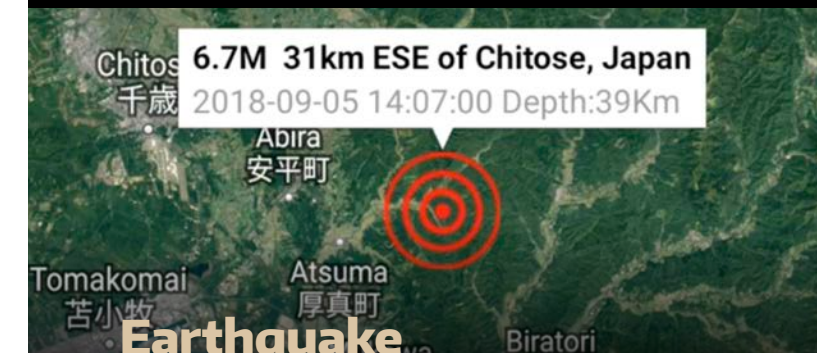 6.7M 31km ESE of Chitose, Japan
2018-09-05 14:07:00 Depth:39Km
Chitos
千歳
Abira
安平町
Tomakomai
苫小牧
Atsuma
厚真町
Earthquake
wa
Biratori